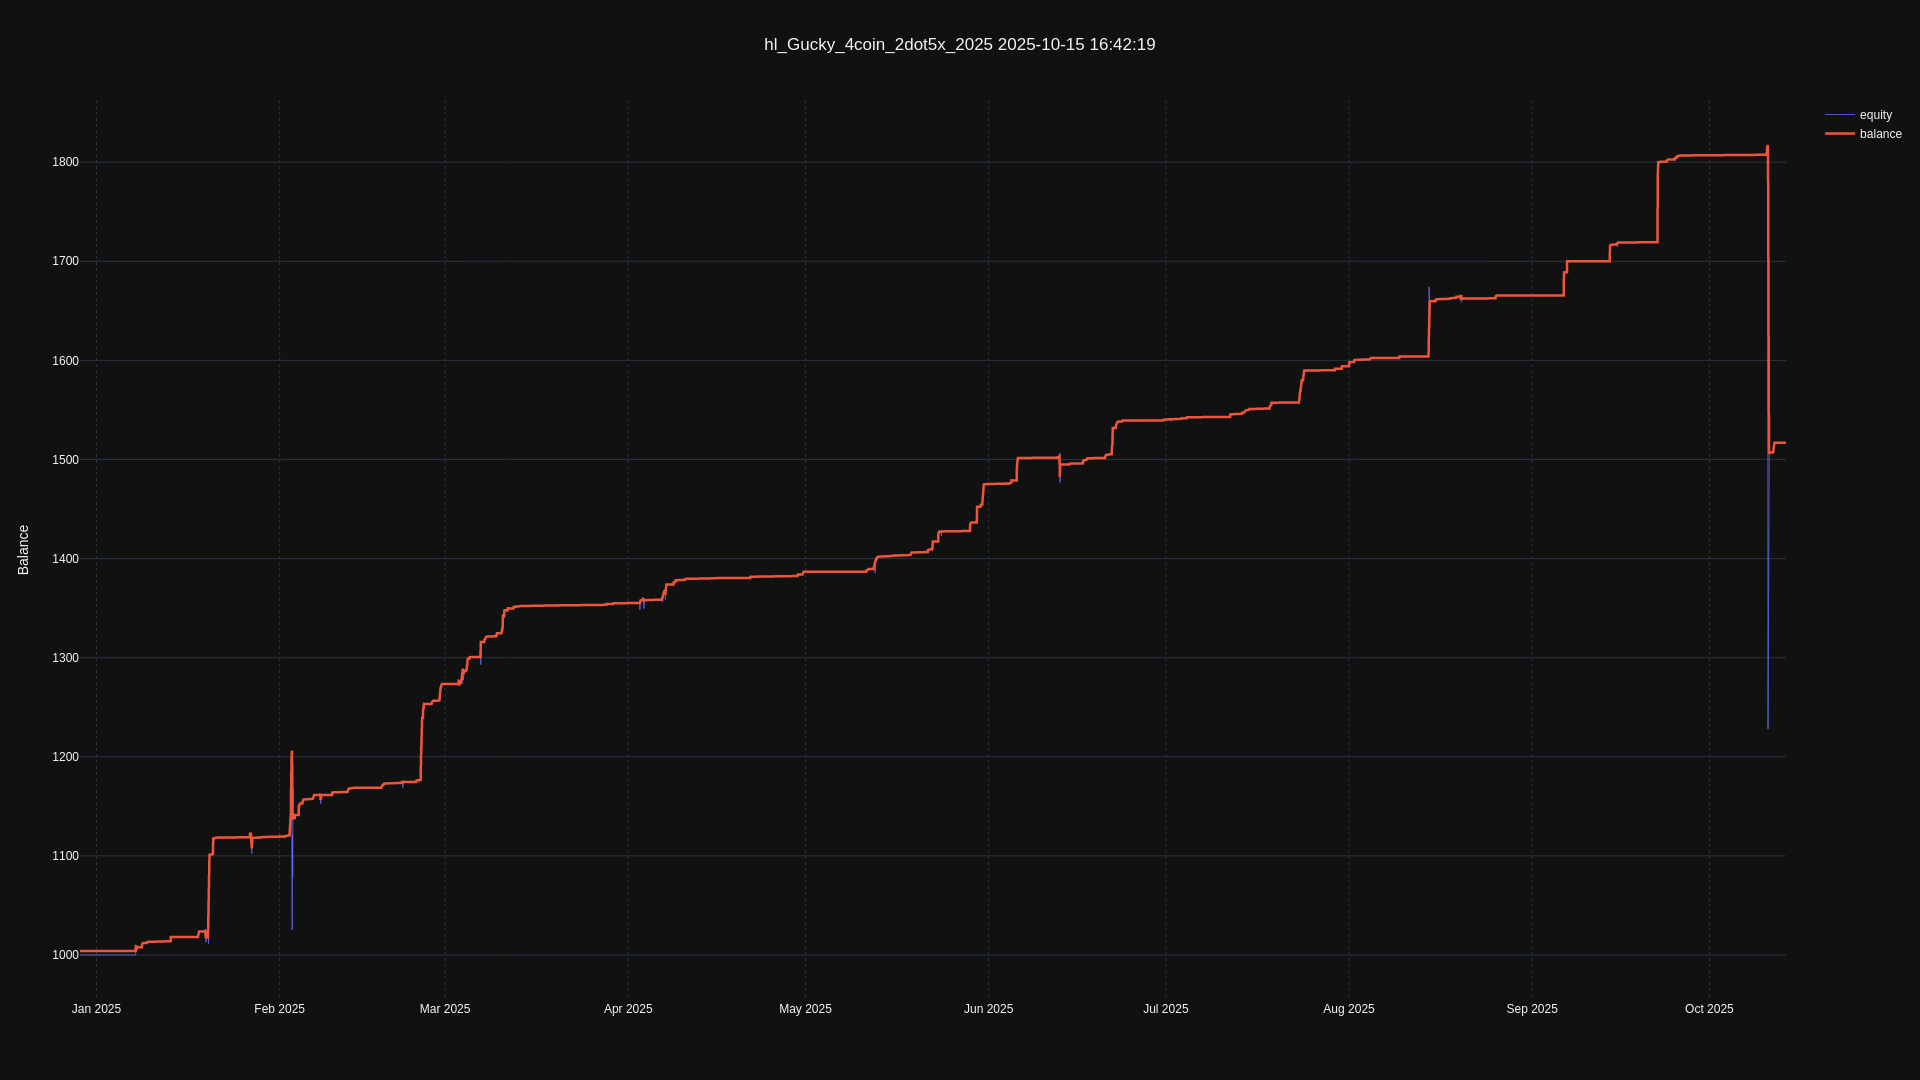 hl_Gucky_4coin_2dot5x_2025 2025-10-15 16:42:19
equity
balance
1800
1700
1600
1500
1400
1300
1200
1100
1000
Balance
Jan 2025
Feb 2025
Mar 2025
Apr 2025
May 2025
Jun 2025
Jul 2025
Aug 2025
Sep 2025
Oct 2025